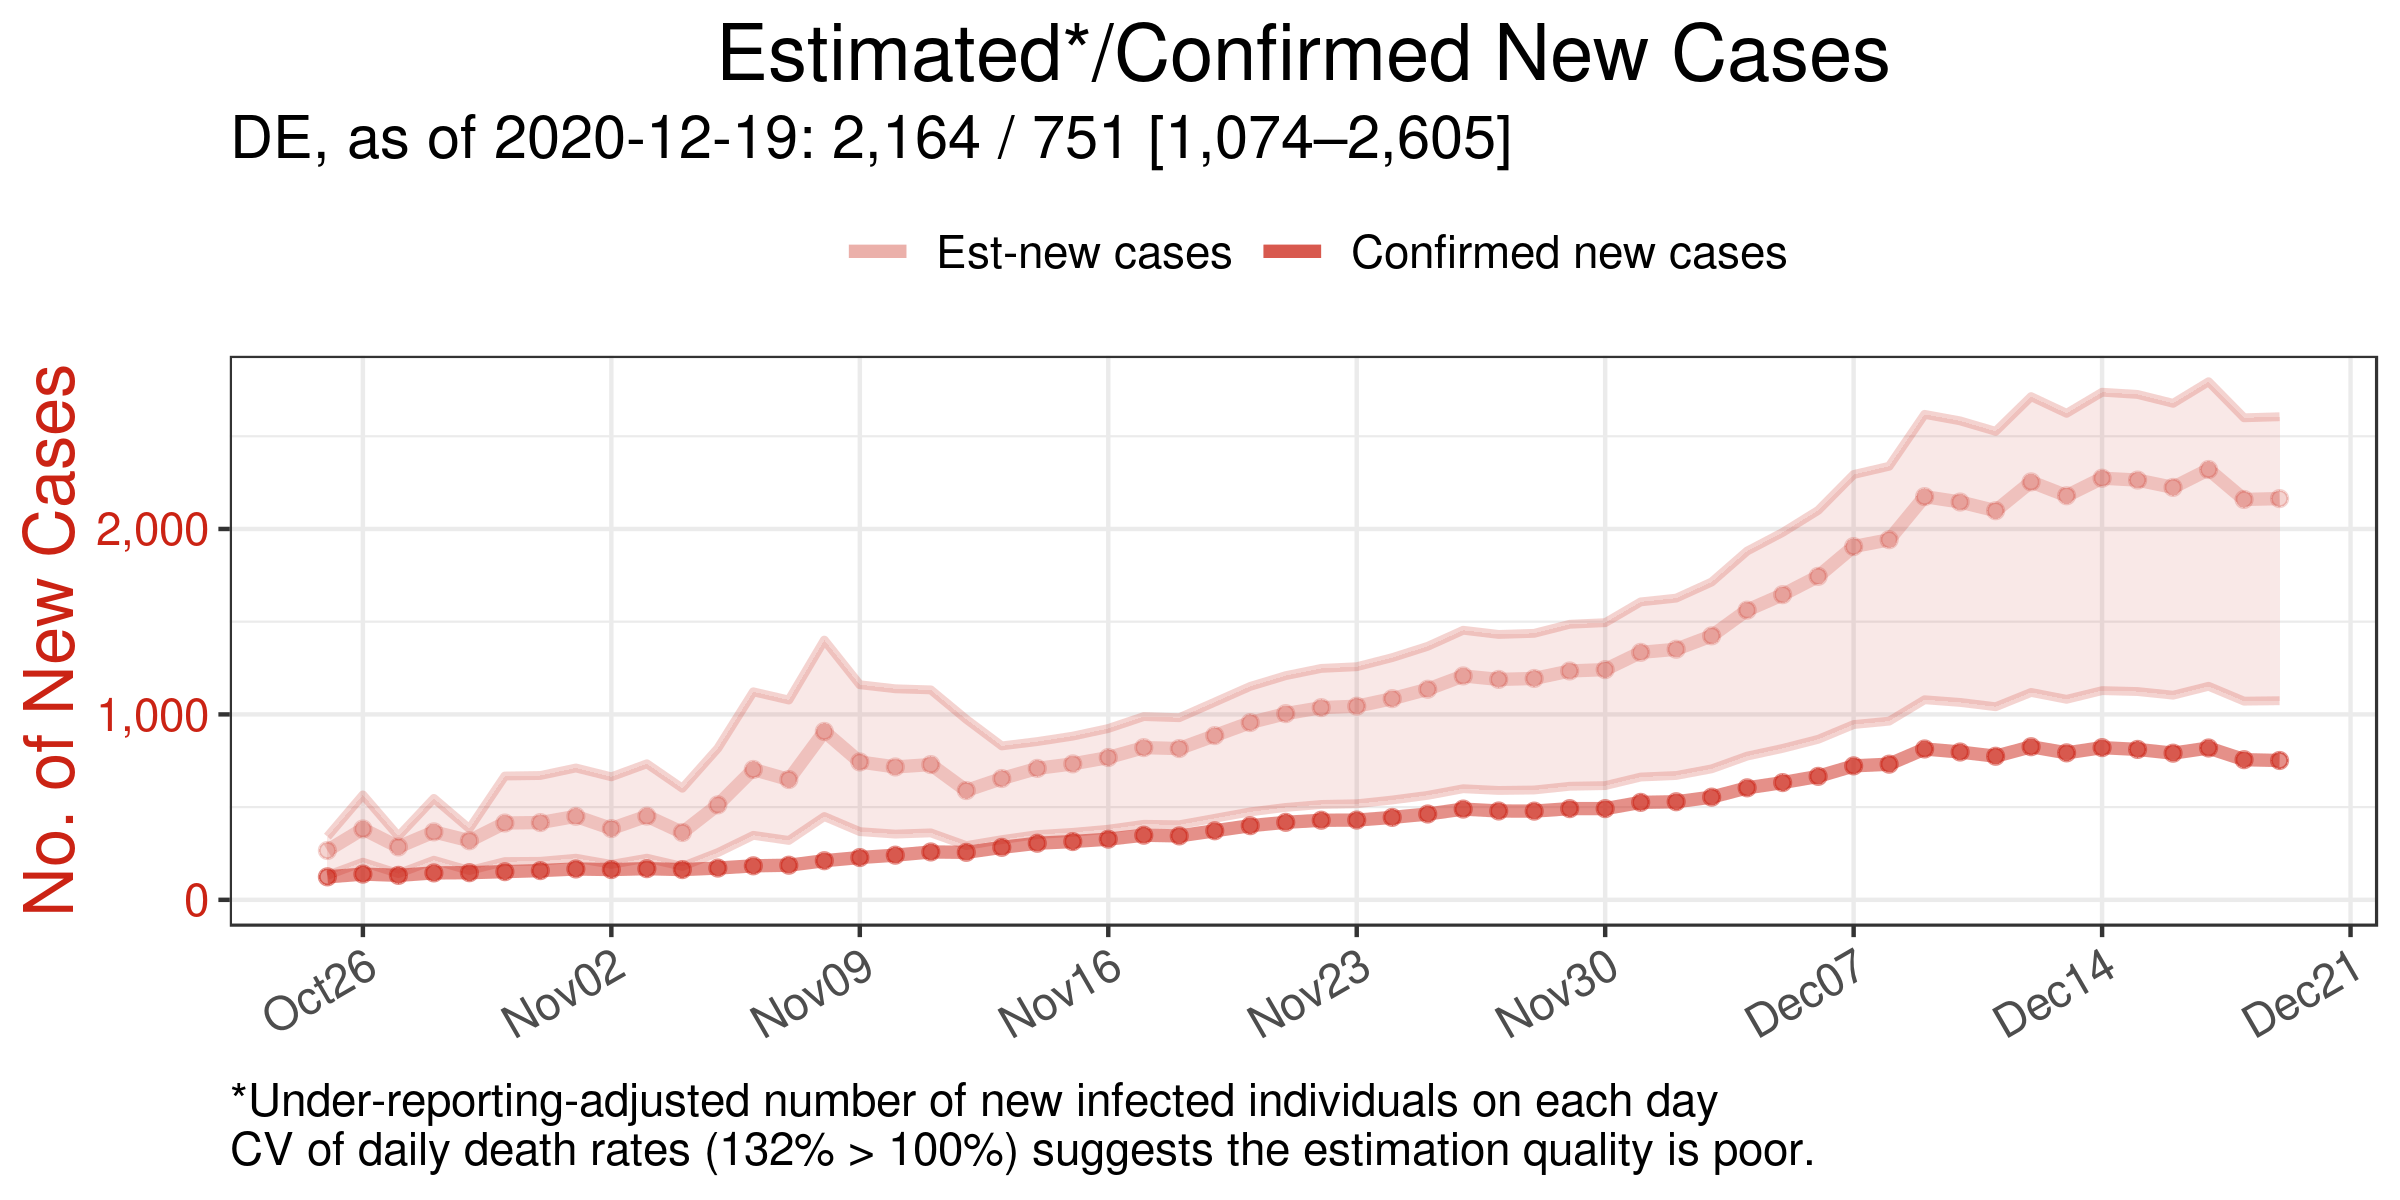 Estimated*/Confirmed New Cases
DE, as of 2020-12-19: 2,164 / 751 [1,074–2,605]
Est-new cases Confirmed new cases
No. of New Cases
2,000
1,000
0
Oct26 Nov02 Nov09 Nov16 Nov23 Nov30 Dec07 Dec14 Dec21
*Under-reporting-adjusted number of new infected individuals on each day
CV of daily death rates (132% > 100%) suggests the estimation quality is poor.